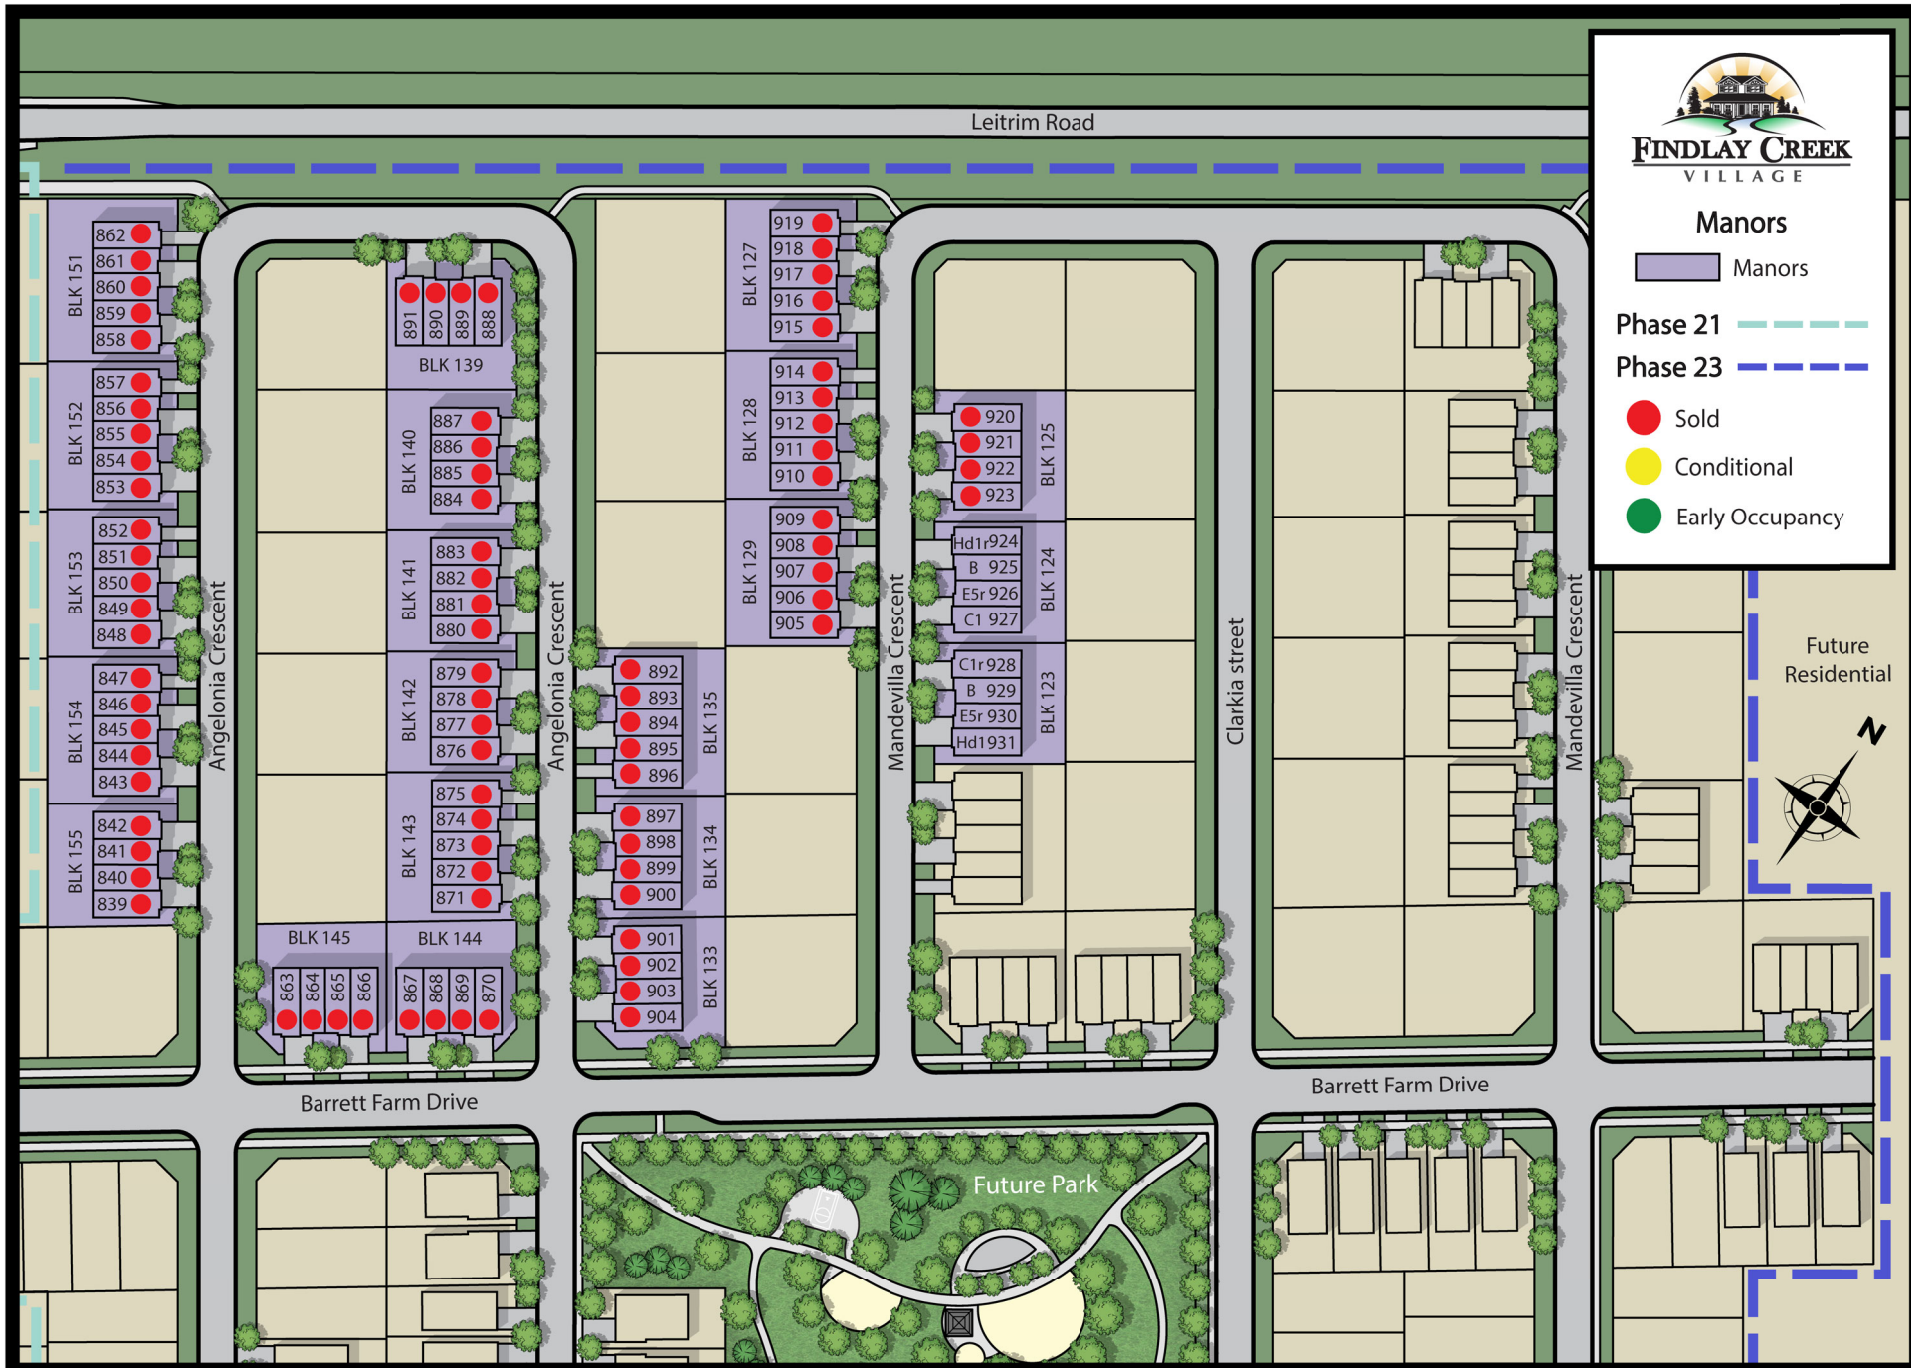 Leitrim Road
FINDLAY CREEK
VILLAGE
Manors
Manors
Phase 21
Phase 23
Sold
Conditional
Early Occupancy
BLK 151
862
861
860
859
858
BLK 152
857
856
855
854
853
BLK 153
852
851
850
849
848
BLK 154
847
846
845
844
843
BLK 155
842
841
840
839
Angelonia Crescent
891
890
889
888
BLK 139
BLK 140
887
886
885
884
BLK 141
883
882
881
880
BLK 142
879
878
877
876
BLK 143
875
874
873
872
871
BLK 145
BLK 144
863
864
865
866
867
868
869
870
Angelonia Crescent
BLK 127
919
918
917
916
915
BLK 128
914
913
912
911
910
BLK 129
909
908
907
906
905
892
893
894
895
896
BLK 135
897
898
899
900
BLK 134
901
902
903
904
BLK 133
Mandevilla Crescent
920
921
922
923
BLK 125
Hd1r 924
B 925
E5r 926
C1 927
BLK 124
C1r 928
B 929
E5r 930
Hd1 931
BLK 123
Clarkia street
Mandevilla Crescent
Future
Residential
N
Barrett Farm Drive
Barrett Farm Drive
Future Park